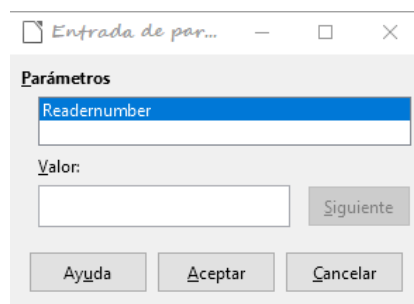 Entrada de par...
Parámetros
Readernumber
Valor:
Siguiente
Ayuda
Aceptar
Cancelar